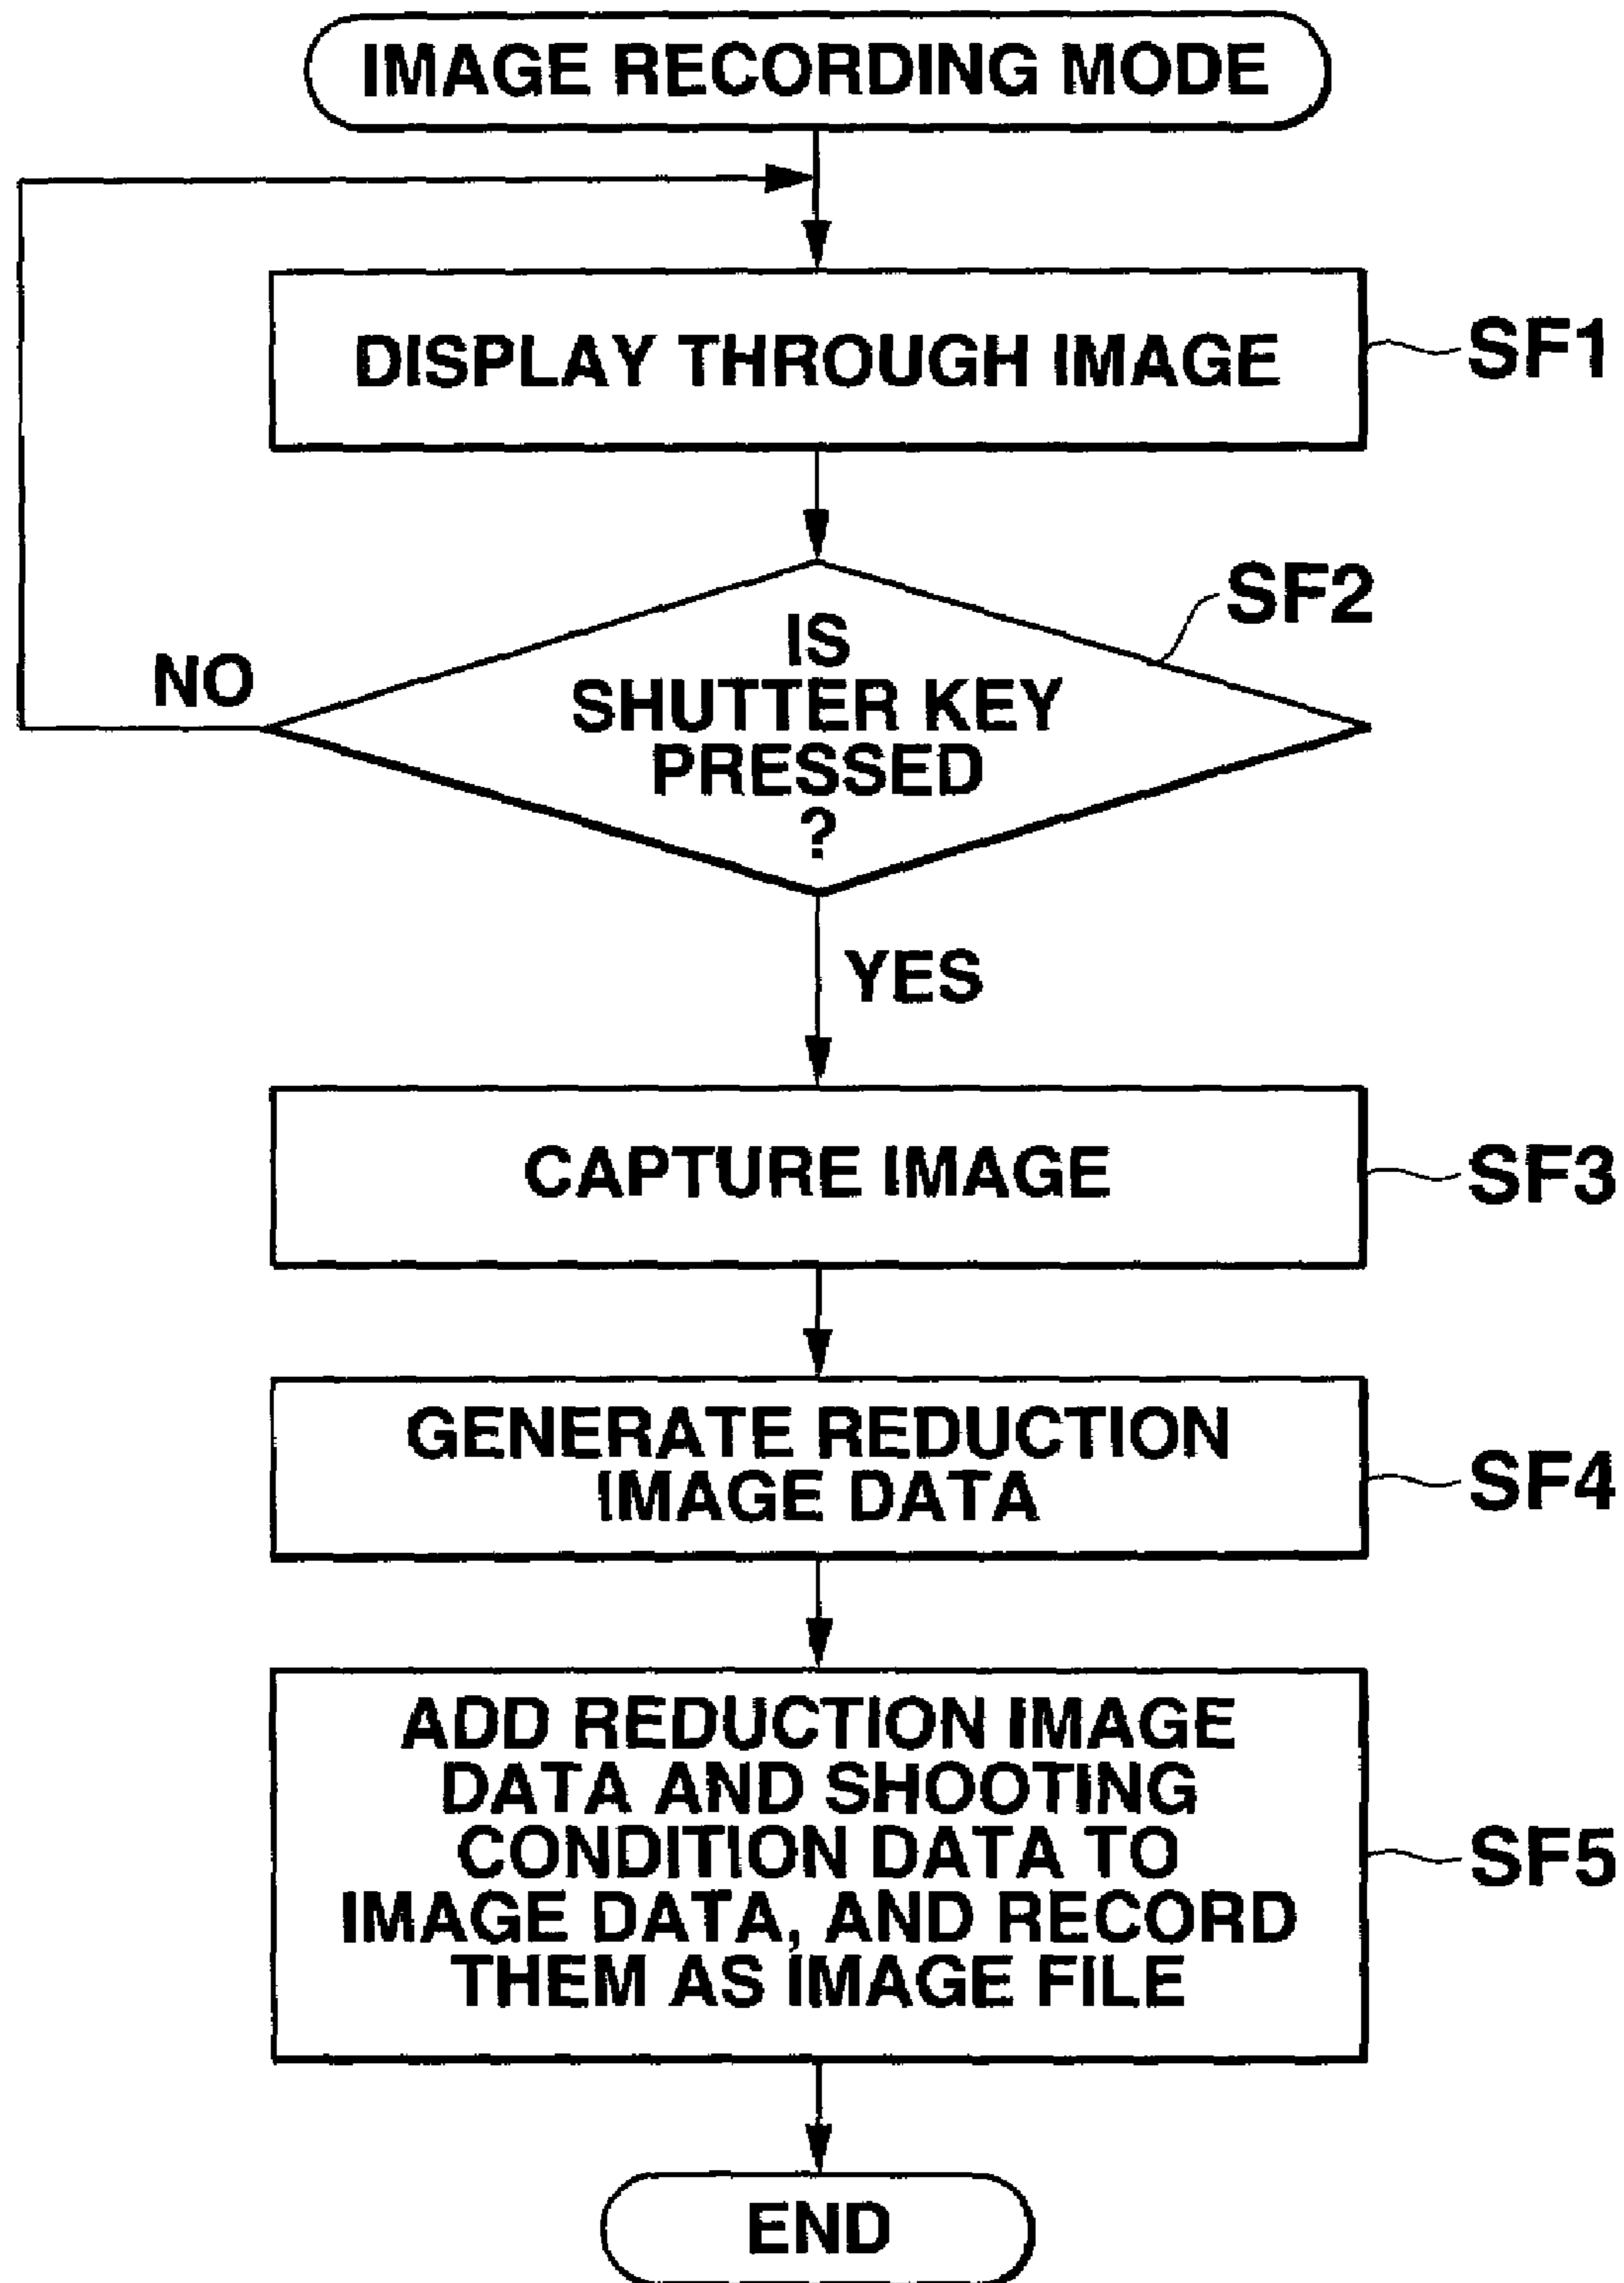 IMAGE RECORDING MODE
DISPLAY THROUGH IMAGE
SF1
SF2
IS
SHUTTER KEY
PRESSED
?
NO
YES
CAPTURE IMAGE
SF3
GENERATE REDUCTION
IMAGE DATA
SF4
ADD REDUCTION IMAGE
DATA AND SHOOTING
CONDITION DATA TO
IMAGE DATA, AND RECORD
THEM AS IMAGE FILE
SF5
END